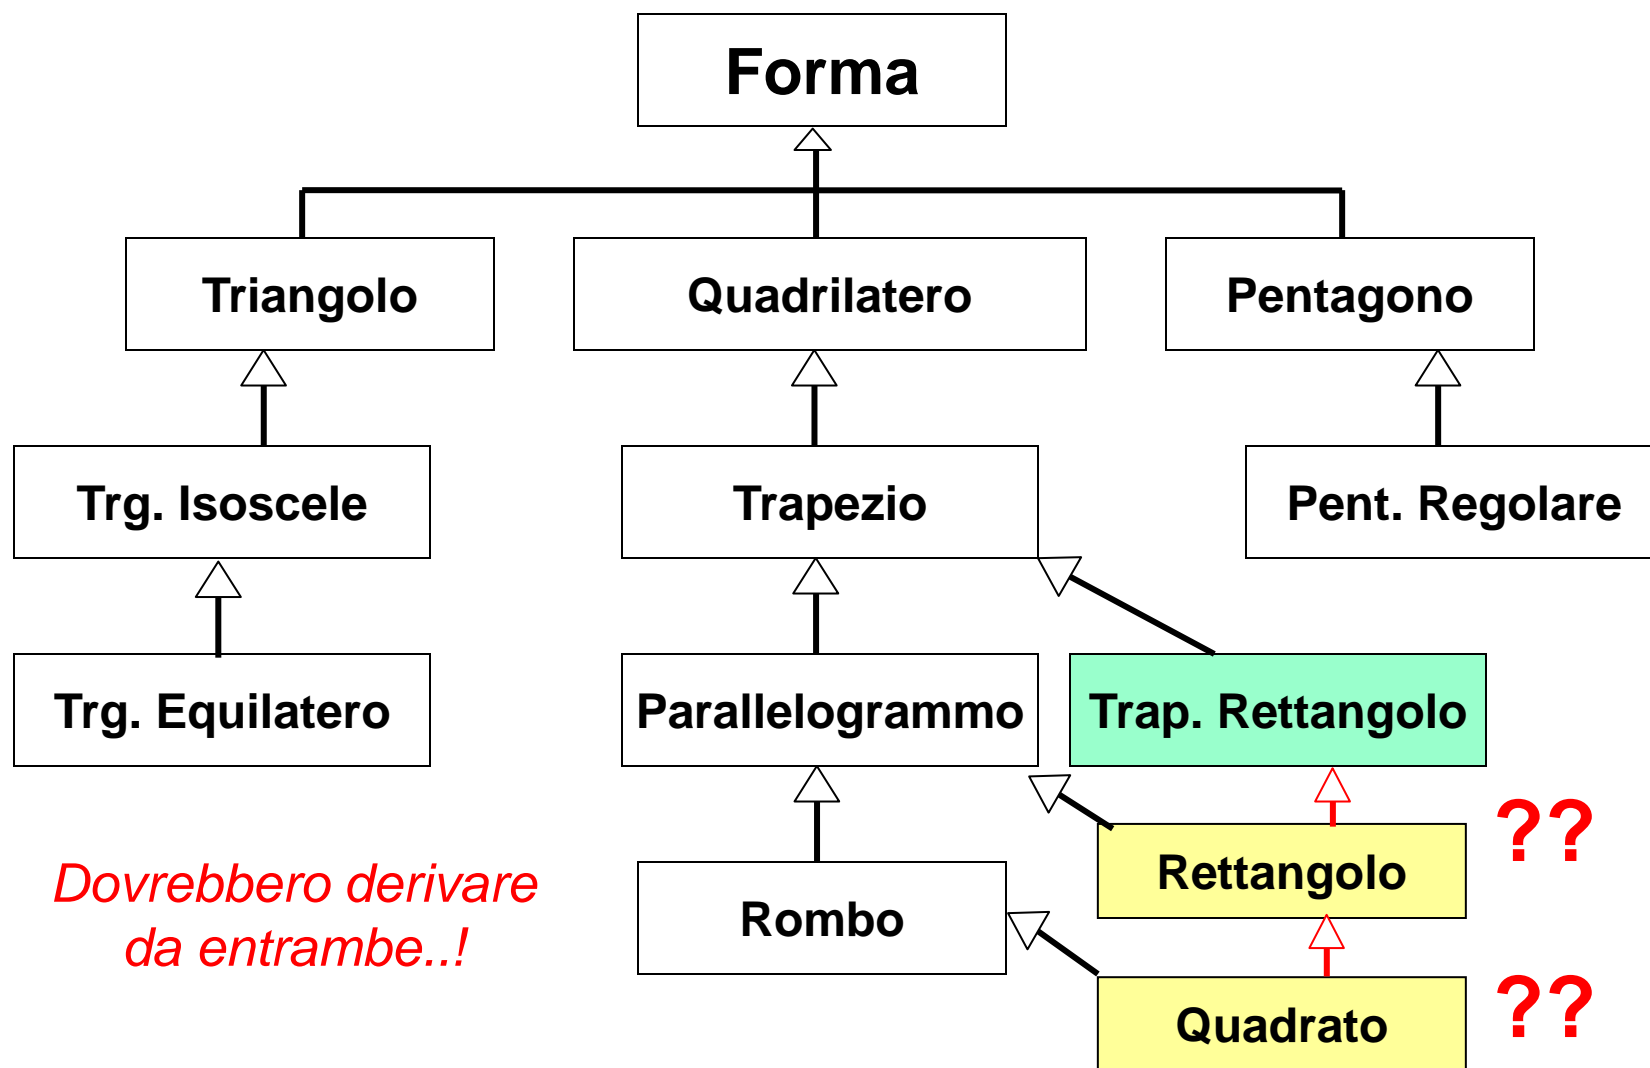 Forma
Triangolo
Quadrilatero
Pentagono
Trg. Isoscele
Trapezio
Pent. Regolare
Trg. Equilatero
Parallelogrammo
Trap. Rettangolo
Dovrebbero derivare
da entrambe..!
Rombo
Rettangolo
??
Quadrato
??